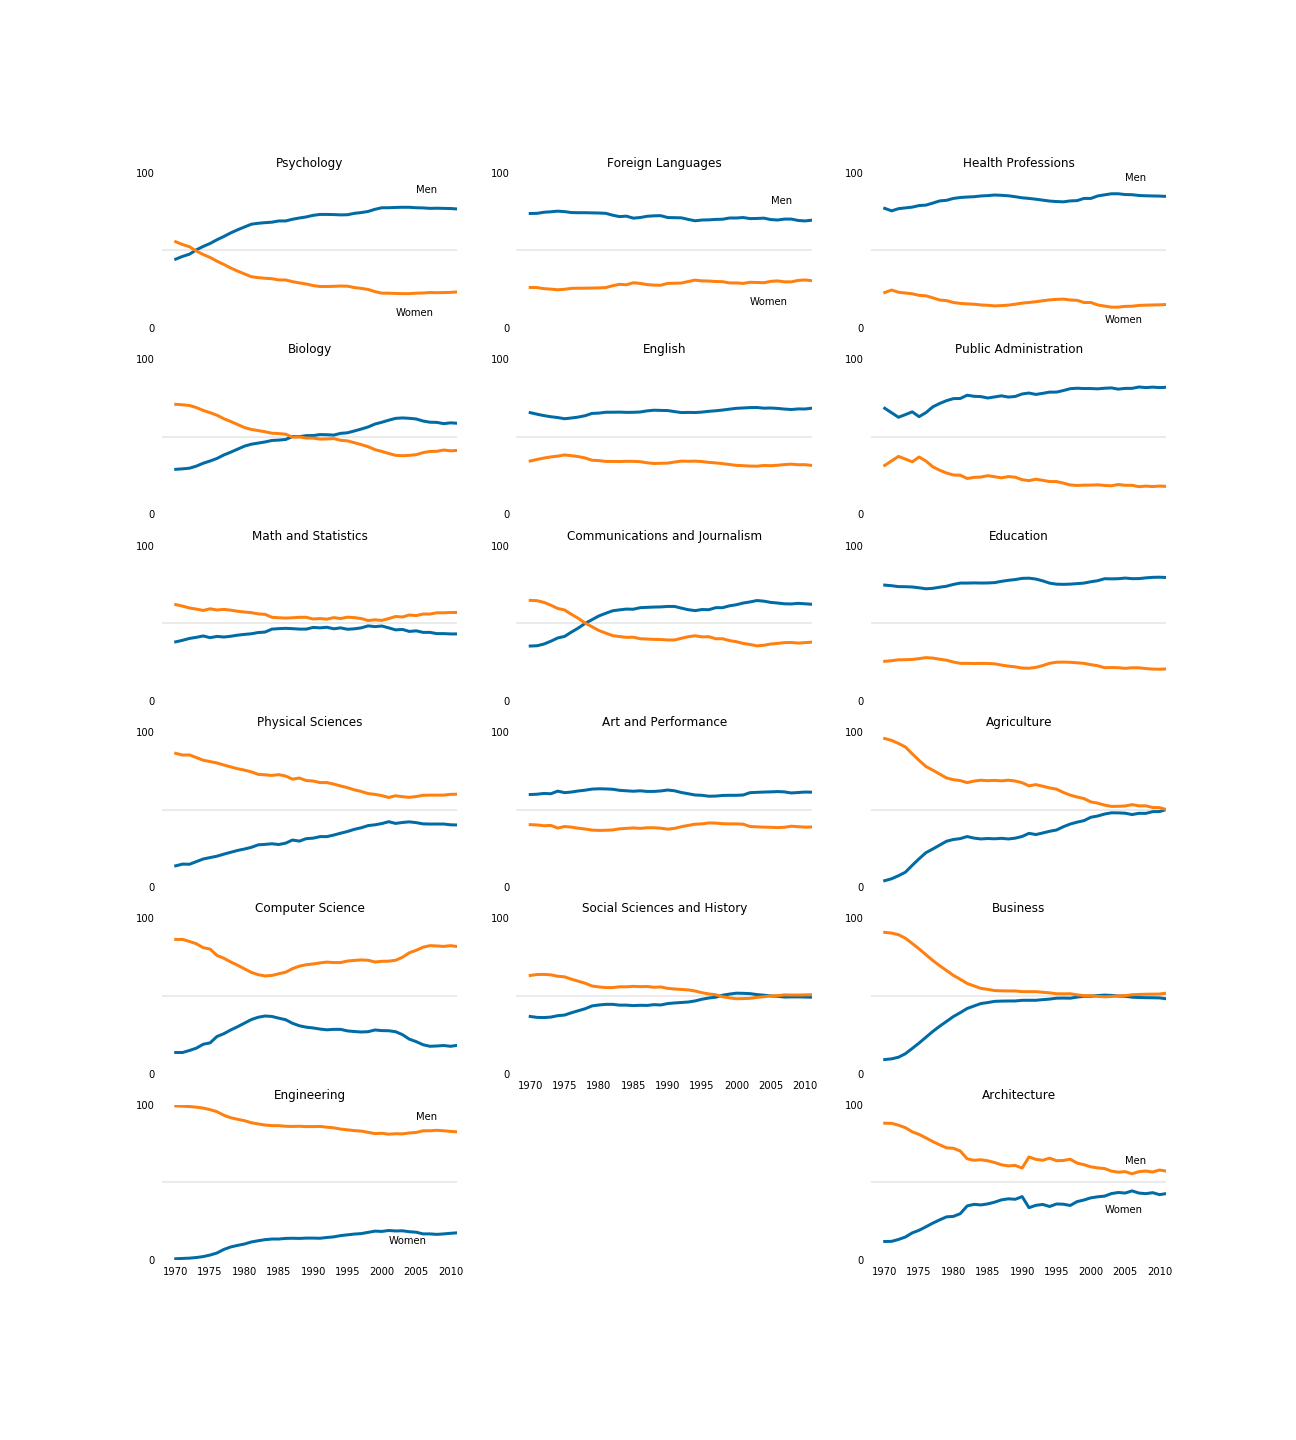 Psychology
100
Men
Women
0
Foreign Languages
100
Men
Women
0
Health Professions
100
Men
Women
0
Biology
100
0
English
100
0
Public Administration
100
0
Math and Statistics
100
0
Communications and Journalism
100
0
Education
100
0
Physical Sciences
100
0
Art and Performance
100
0
Agriculture
100
0
Computer Science
100
0
Social Sciences and History
100
0
1970 1975 1980 1985 1990 1995 2000 2005 2010
Business
100
0
Engineering
100
Men
Women
0
1970 1975 1980 1985 1990 1995 2000 2005 2010
Architecture
100
Men
Women
0
1970 1975 1980 1985 1990 1995 2000 2005 2010